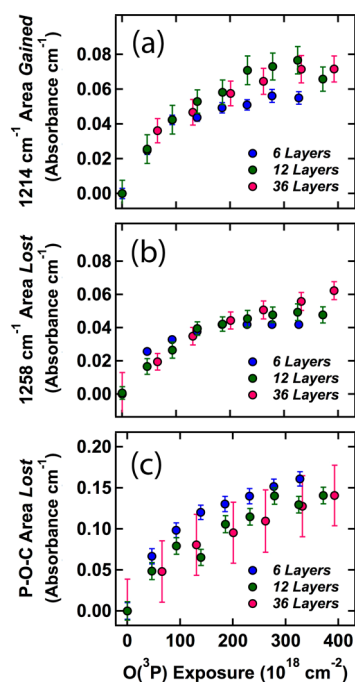 (a)
1214 cm⁻¹ Area Gained
(Absorbance cm⁻¹)
0.08
0.06
0.04
0.02
0.00
6 Layers
12 Layers
36 Layers
(b)
1258 cm⁻¹ Area Lost
(Absorbance cm⁻¹)
0.08
0.06
0.04
0.02
0.00
6 Layers
12 Layers
36 Layers
(c)
P-O-C Area Lost
(Absorbance cm⁻¹)
0.20
0.15
0.10
0.05
0.00
6 Layers
12 Layers
36 Layers
0 100 200 300 400
O(³P) Exposure (10¹⁸ cm⁻²)